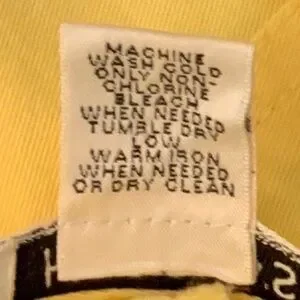 MACHINE
WASH COLD
ONLY NON-
CHLORINE
BLEACH
WHEN NEEDED
TUMBLE DRY
LOW
WARM IRON
WHEN NEEDED
OR DRY CLEAN